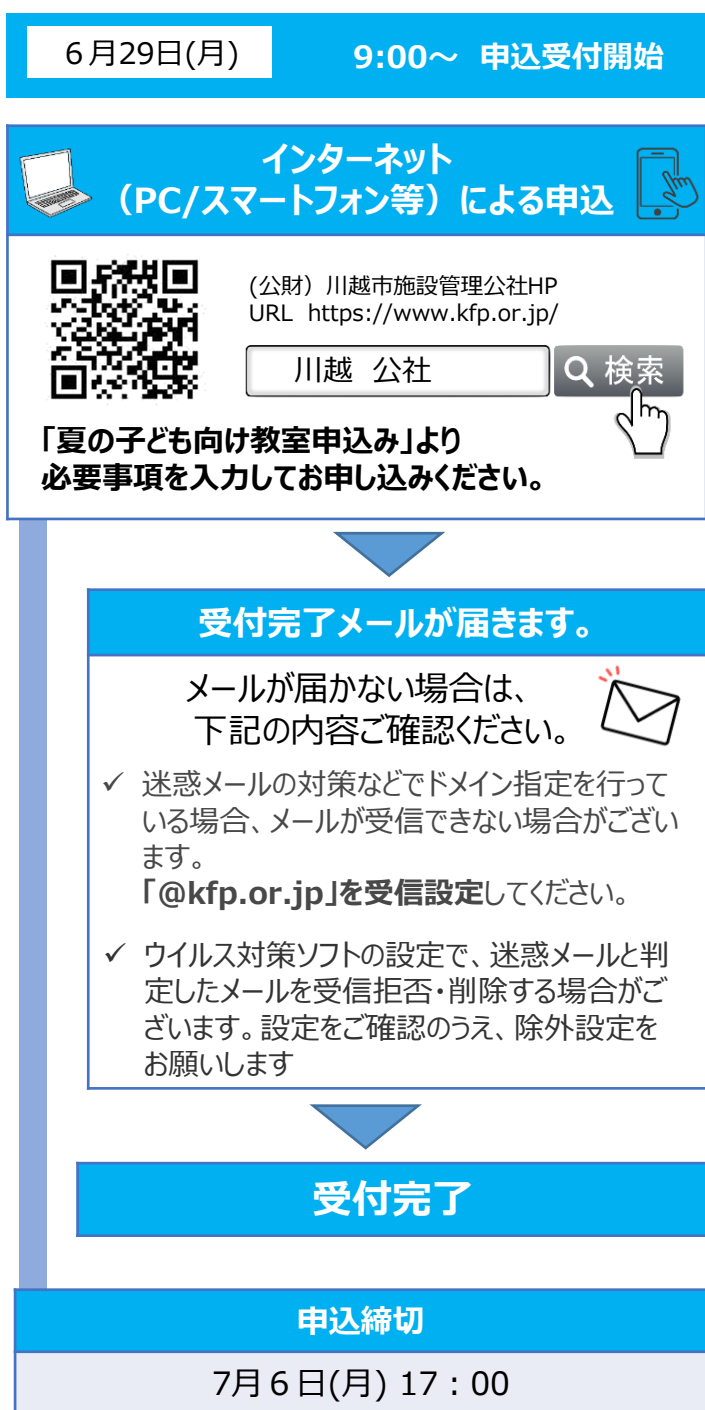 ６月29日(月)
9:00～ 申込受付開始
インターネット
（PC/スマートフォン等）による申込
(公財）川越市施設管理公社HP
URL https://www.kfp.or.jp/
川越 公社
検索
「夏の子ども向け教室申込み」より
必要事項を入力してお申し込みください。
受付完了メールが届きます。
メールが届かない場合は、
下記の内容ご確認ください。
✓ 迷惑メールの対策などでドメイン指定を行って
いる場合、メールが受信できない場合がござい
ます。
「@kfp.or.jp」を受信設定してください。
✓ ウイルス対策ソフトの設定で、迷惑メールと判
定したメールを受信拒否・削除する場合がご
ざいます。設定をご確認のうえ、除外設定を
お願いします
受付完了
申込締切
7月６日(月) 17：00